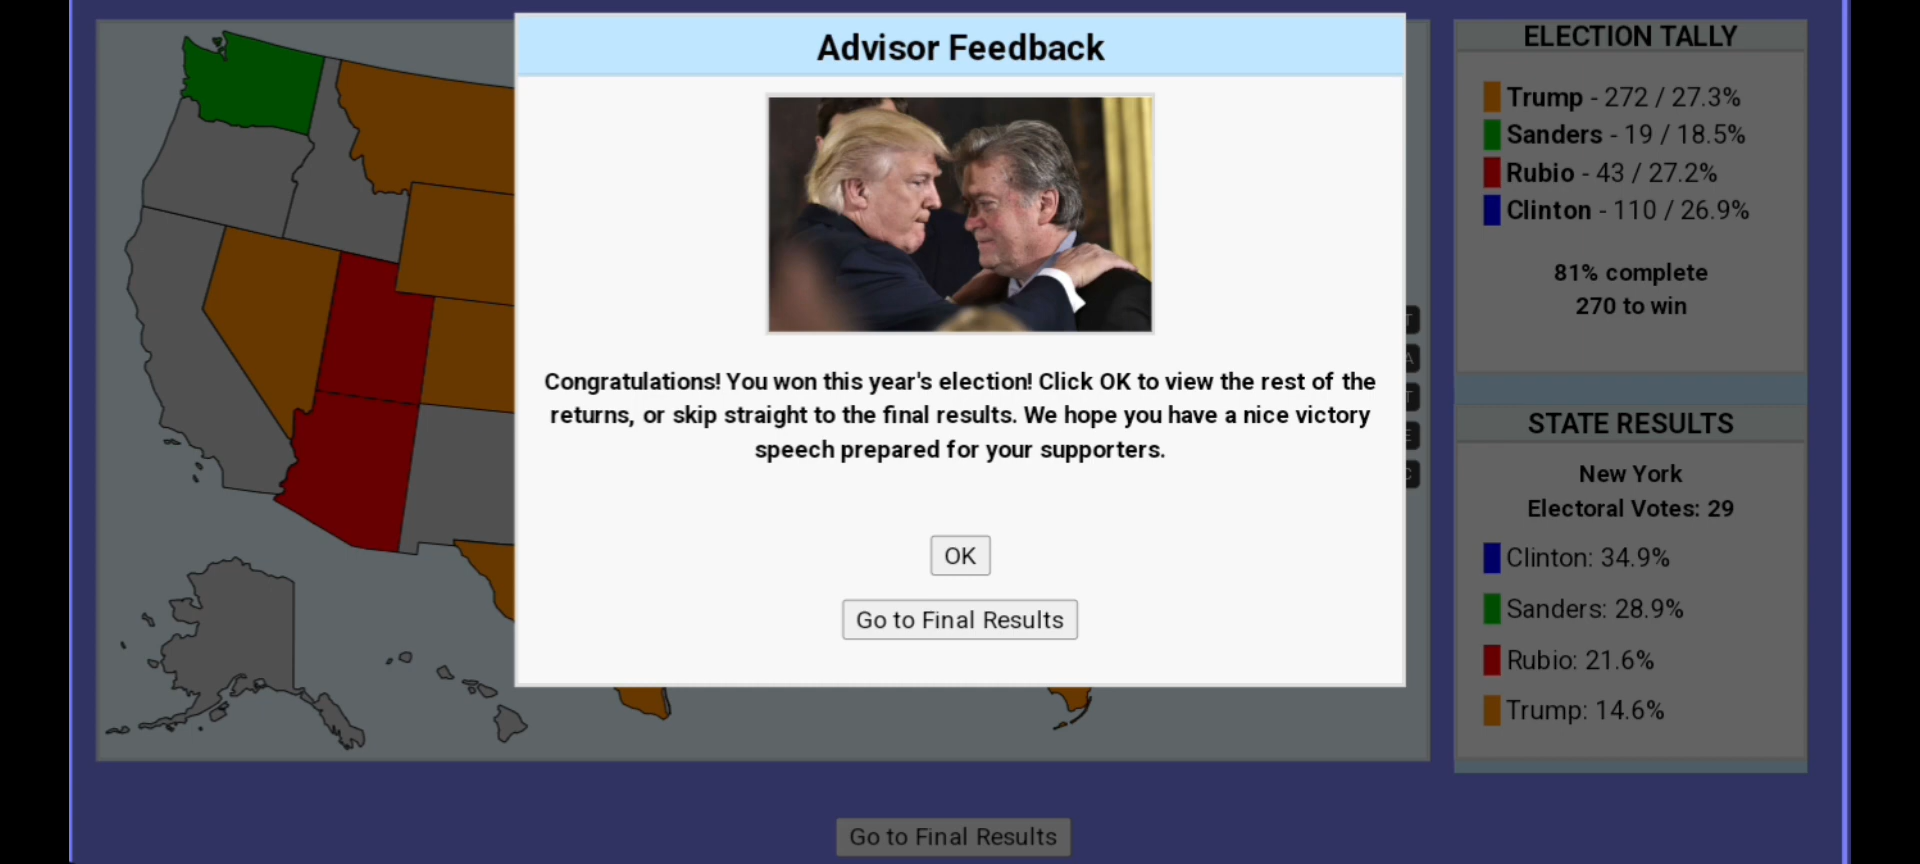 Advisor Feedback
Congratulations! You won this year's election! Click OK to view the rest of the
returns, or skip straight to the final results. We hope you have a nice victory
speech prepared for your supporters.
OK
Go to Final Results
ELECTION TALLY
Trump - 272 / 27.3%
Sanders - 19 / 18.5%
Rubio - 43 / 27.2%
Clinton - 110 / 26.9%
81% complete
270 to win
T
A
T
E
C
STATE RESULTS
New York
Electoral Votes: 29
Clinton: 34.9%
Sanders: 28.9%
Rubio: 21.6%
Trump: 14.6%
Go to Final Results